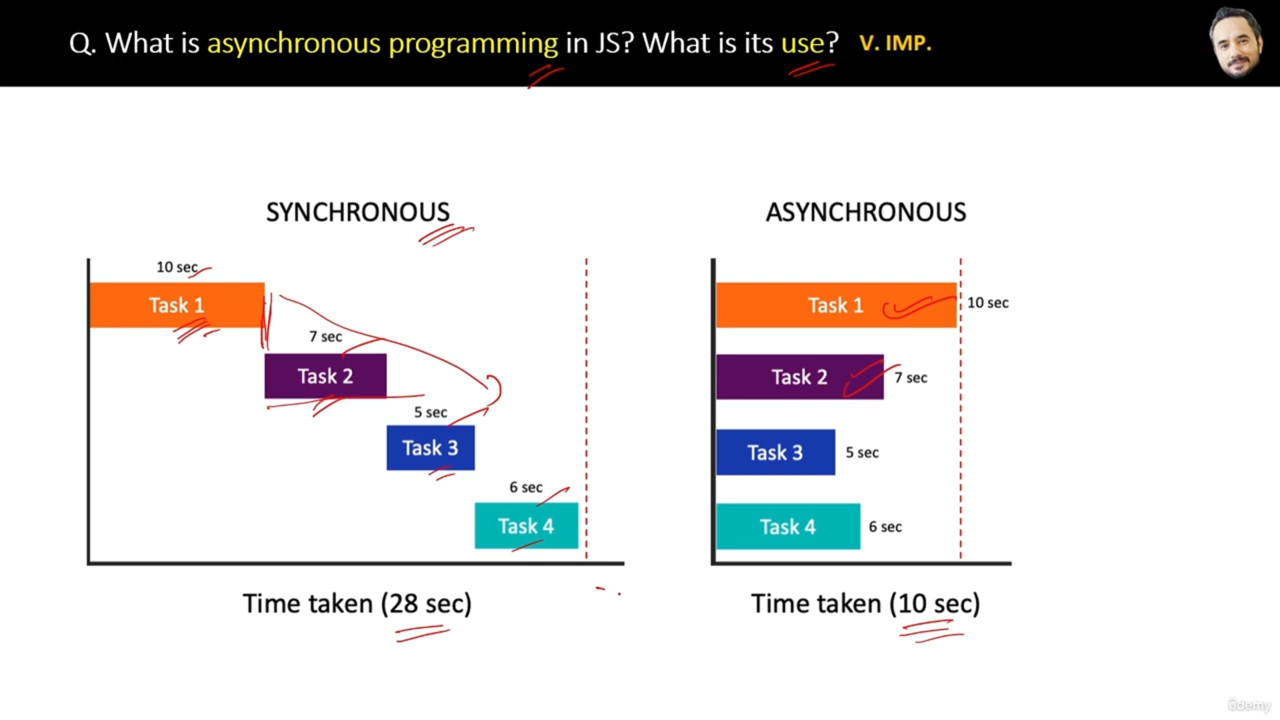 Q. What is asynchronous programming in JS? What is its use? V. IMP.
SYNCHRONOUS
10 sec
Task 1
7 sec
Task 2
5 sec
Task 3
6 sec
Task 4
Time taken (28 sec)
ASYNCHRONOUS
Task 1
10 sec
Task 2
7 sec
Task 3
5 sec
Task 4
6 sec
Time taken (10 sec)
ûdemy